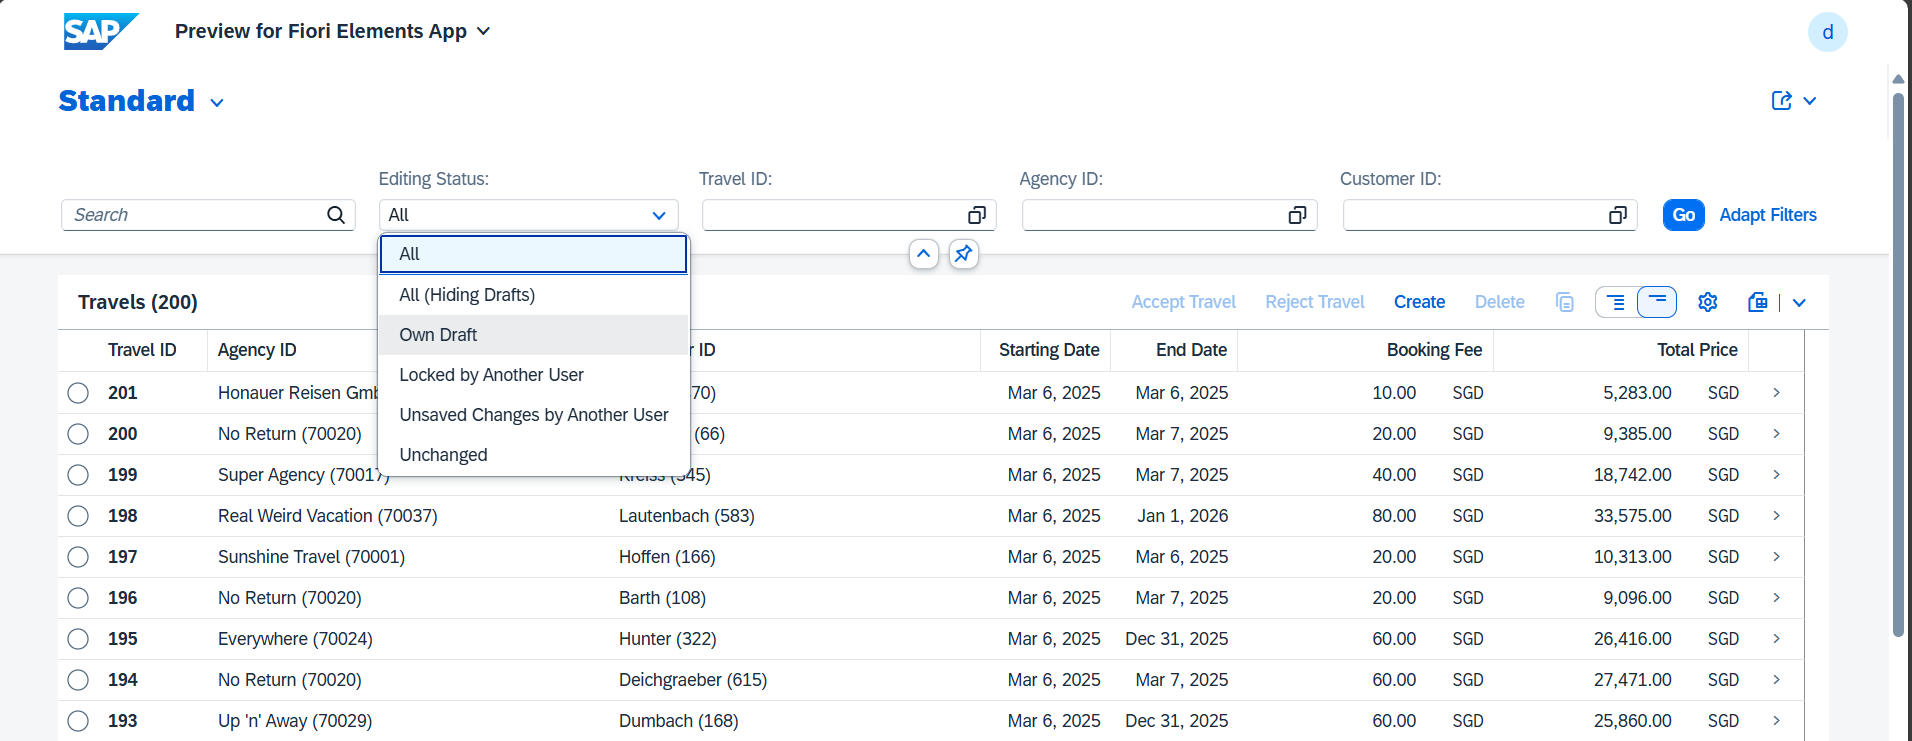 SAP Preview for Fiori Elements App d
Standard
Editing Status: Travel ID: Agency ID: Customer ID:
Search All Go Adapt Filters
All
All (Hiding Drafts)
Own Draft
Locked by Another User
Unsaved Changes by Another User
Unchanged
Travels (200) Accept Travel Reject Travel Create Delete
Travel ID Agency ID r ID Starting Date End Date Booking Fee Total Price
201 Honauer Reisen Gmb 70) Mar 6, 2025 Mar 6, 2025 10.00 SGD 5,283.00 SGD
200 No Return (70020) (66) Mar 6, 2025 Mar 7, 2025 20.00 SGD 9,385.00 SGD
199 Super Agency (70017) Kreiss (345) Mar 6, 2025 Mar 7, 2025 40.00 SGD 18,742.00 SGD
198 Real Weird Vacation (70037) Lautenbach (583) Mar 6, 2025 Jan 1, 2026 80.00 SGD 33,575.00 SGD
197 Sunshine Travel (70001) Hoffen (166) Mar 6, 2025 Mar 6, 2025 20.00 SGD 10,313.00 SGD
196 No Return (70020) Barth (108) Mar 6, 2025 Mar 7, 2025 20.00 SGD 9,096.00 SGD
195 Everywhere (70024) Hunter (322) Mar 6, 2025 Dec 31, 2025 60.00 SGD 26,416.00 SGD
194 No Return (70020) Deichgraeber (615) Mar 6, 2025 Mar 7, 2025 60.00 SGD 27,471.00 SGD
193 Up 'n' Away (70029) Dumbach (168) Mar 6, 2025 Dec 31, 2025 60.00 SGD 25,860.00 SGD